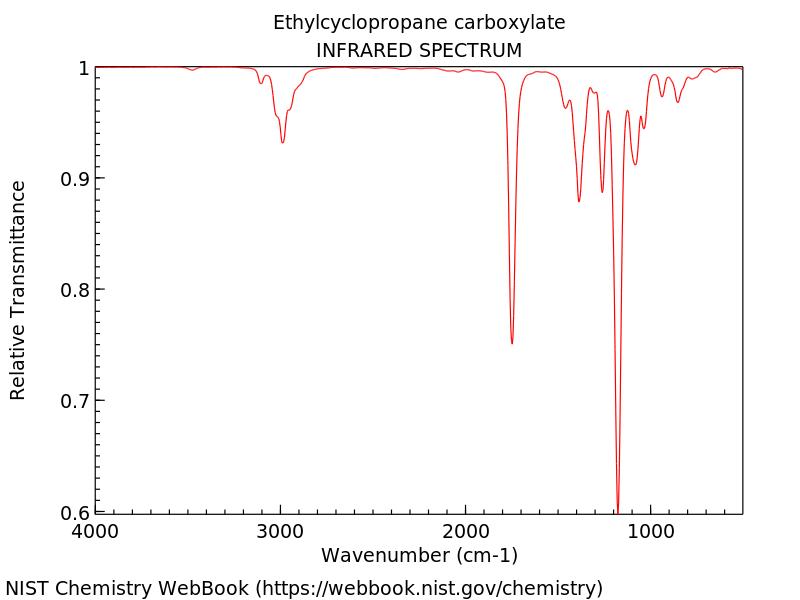 Ethylcyclopropane carboxylate
INFRARED SPECTRUM
Relative Transmittance
1
0.9
0.8
0.7
0.6
4000 3000 2000 1000
Wavenumber (cm-1)
NIST Chemistry WebBook (https://webbook.nist.gov/chemistry)